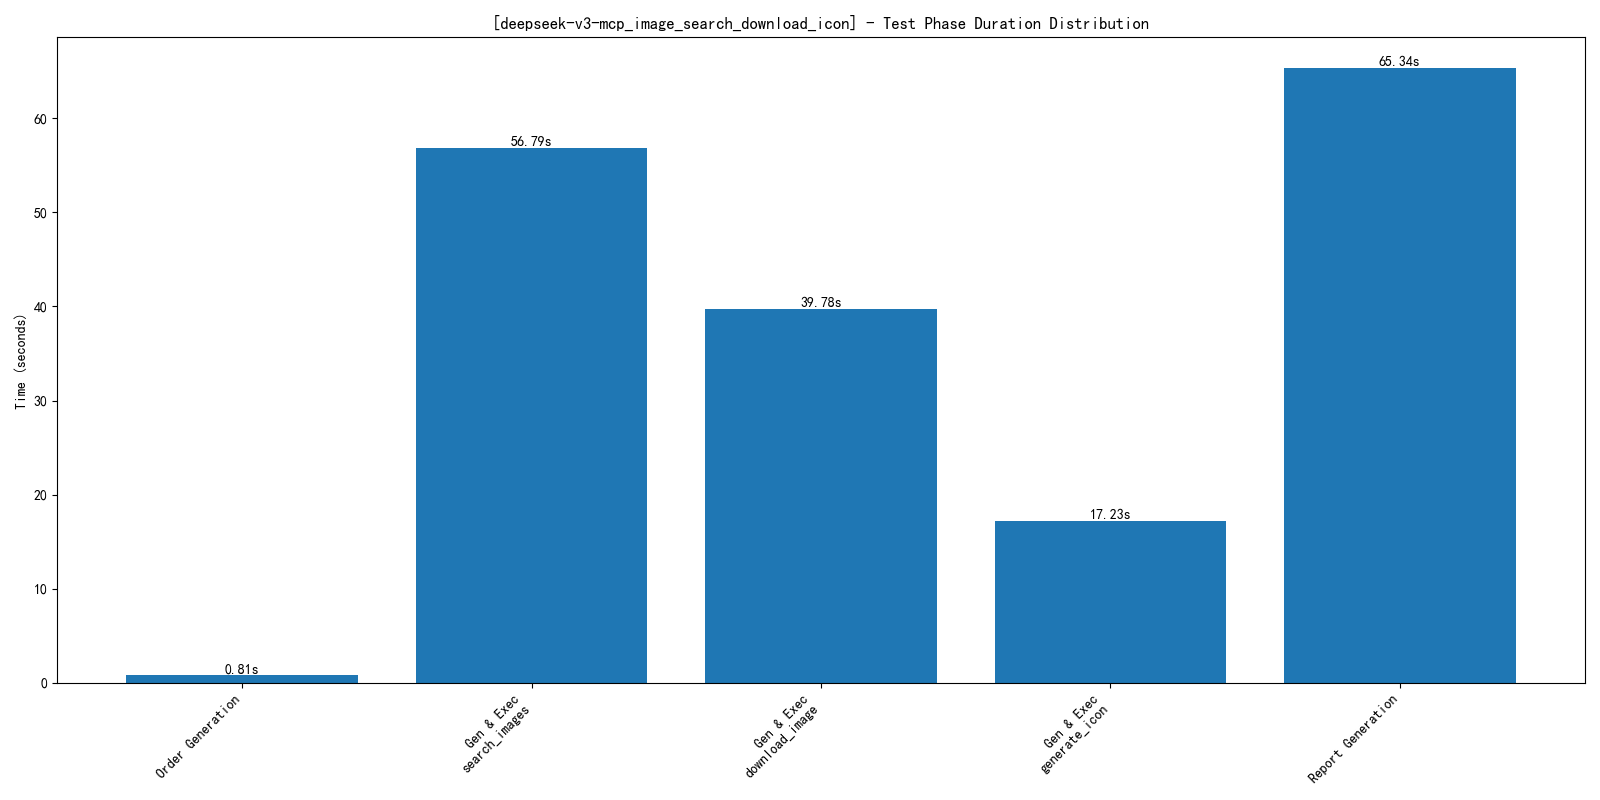 [deepseek-v3-mcp_image_search_download_icon] - Test Phase Duration Distribution
Time (seconds)
60
50
40
30
20
10
0
0.81s
56.79s
39.78s
17.23s
65.34s
Order Generation
Gen & Exec
search_images
Gen & Exec
download_image
Gen & Exec
generate_icon
Report Generation